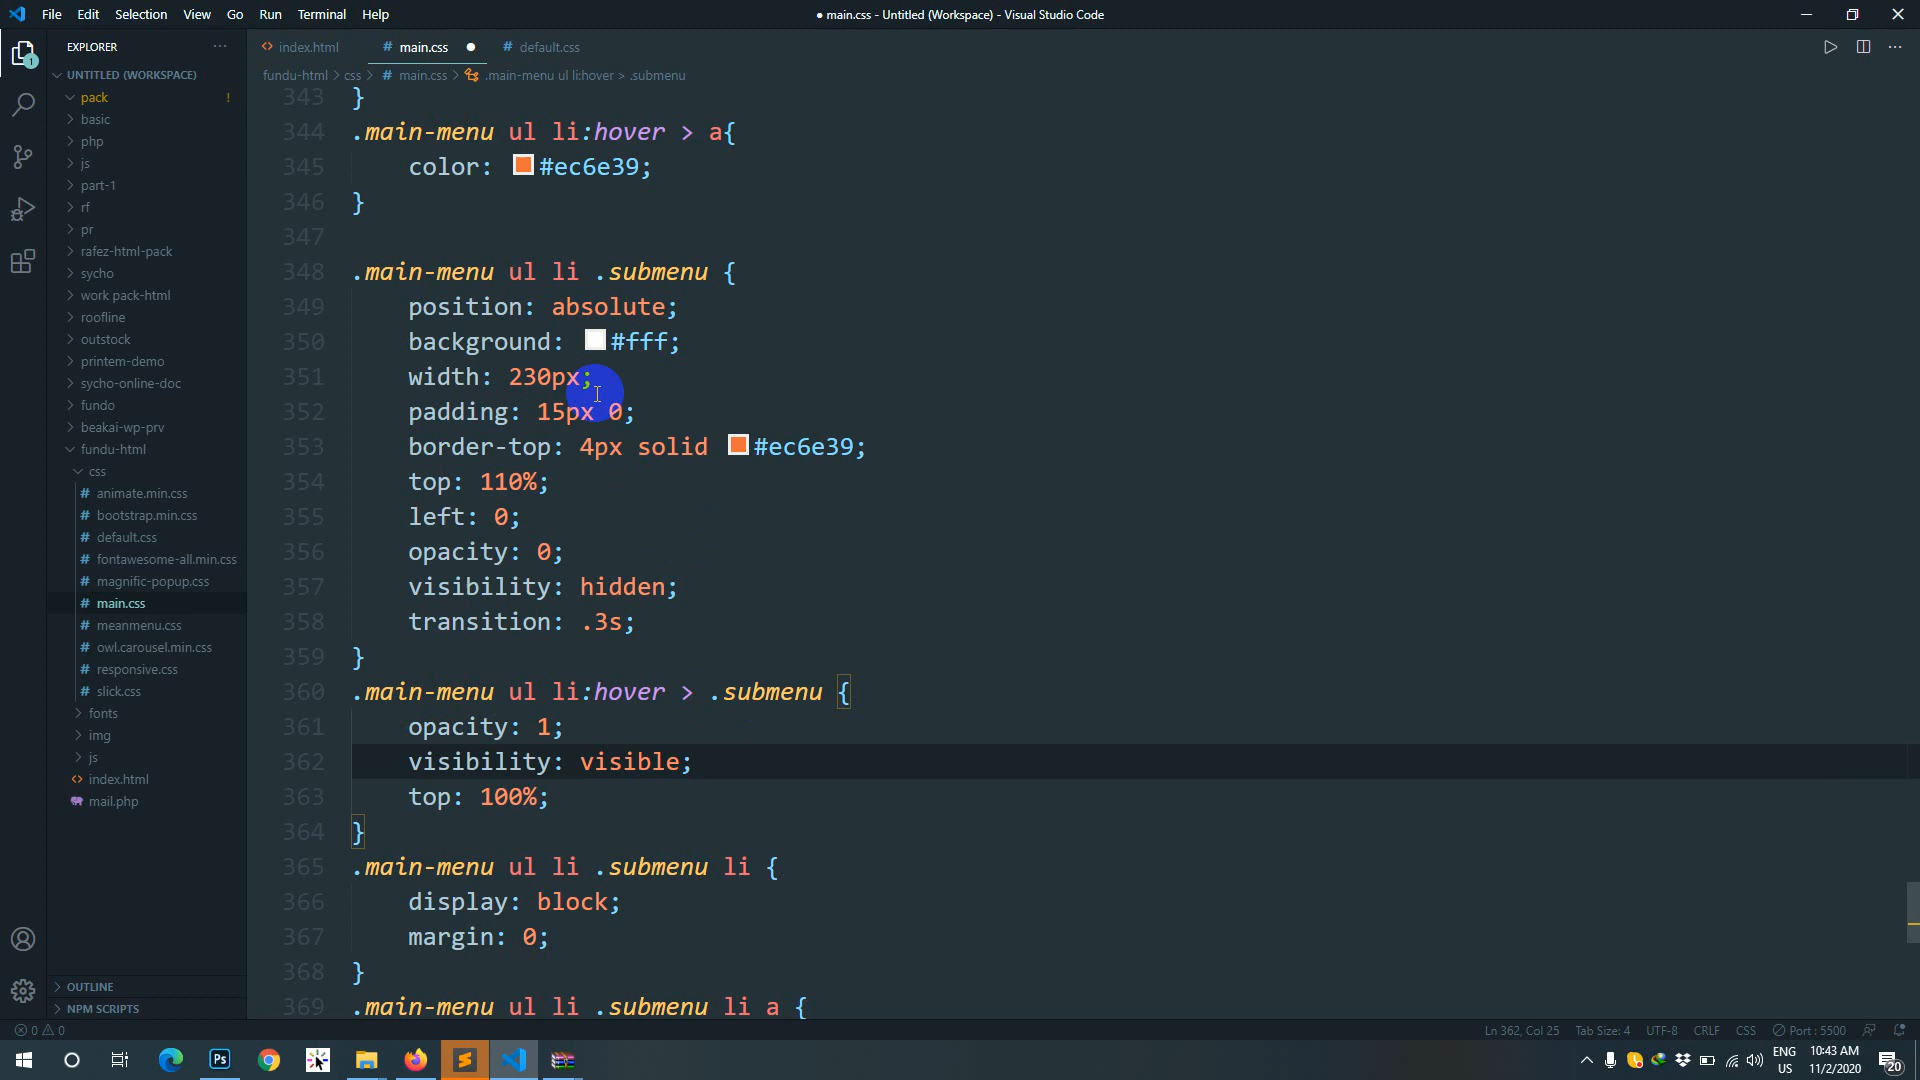 File Edit Selection View Go Run Terminal Help
● main.css - Untitled (Workspace) - Visual Studio Code
EXPLORER
UNTITLED (WORKSPACE)
pack !
basic
php
js
part-1
rf
pr
rafez-html-pack
sycho
work pack-html
roofline
outstock
printem-demo
sycho-online-doc
fundo
beakai-wp-prv
fundu-html
css
# animate.min.css
# bootstrap.min.css
# default.css
# fontawesome-all.min.css
# magnific-popup.css
# main.css
# meanmenu.css
# owl.carousel.min.css
# responsive.css
# slick.css
fonts
img
js
<> index.html
mail.php
OUTLINE
NPM SCRIPTS
1
<> index.html
# main.css ●
# default.css
fundu-html > css > # main.css > .main-menu ul li:hover > .submenu
343 }
344 .main-menu ul li:hover > a{
345 color: #ec6e39;
346 }
347
348 .main-menu ul li .submenu {
349 position: absolute;
350 background: #fff;
351 width: 230px;
352 padding: 15px 0;
353 border-top: 4px solid #ec6e39;
354 top: 110%;
355 left: 0;
356 opacity: 0;
357 visibility: hidden;
358 transition: .3s;
359 }
360 .main-menu ul li:hover > .submenu {
361 opacity: 1;
362 visibility: visible;
363 top: 100%;
364 }
365 .main-menu ul li .submenu li {
366 display: block;
367 margin: 0;
368 }
369 .main-menu ul li .submenu li a {
0 0
Ln 362, Col 25 Tab Size: 4 UTF-8 CRLF CSS Port : 5500
Ps
ENG
US
10:43 AM
11/2/2020
20